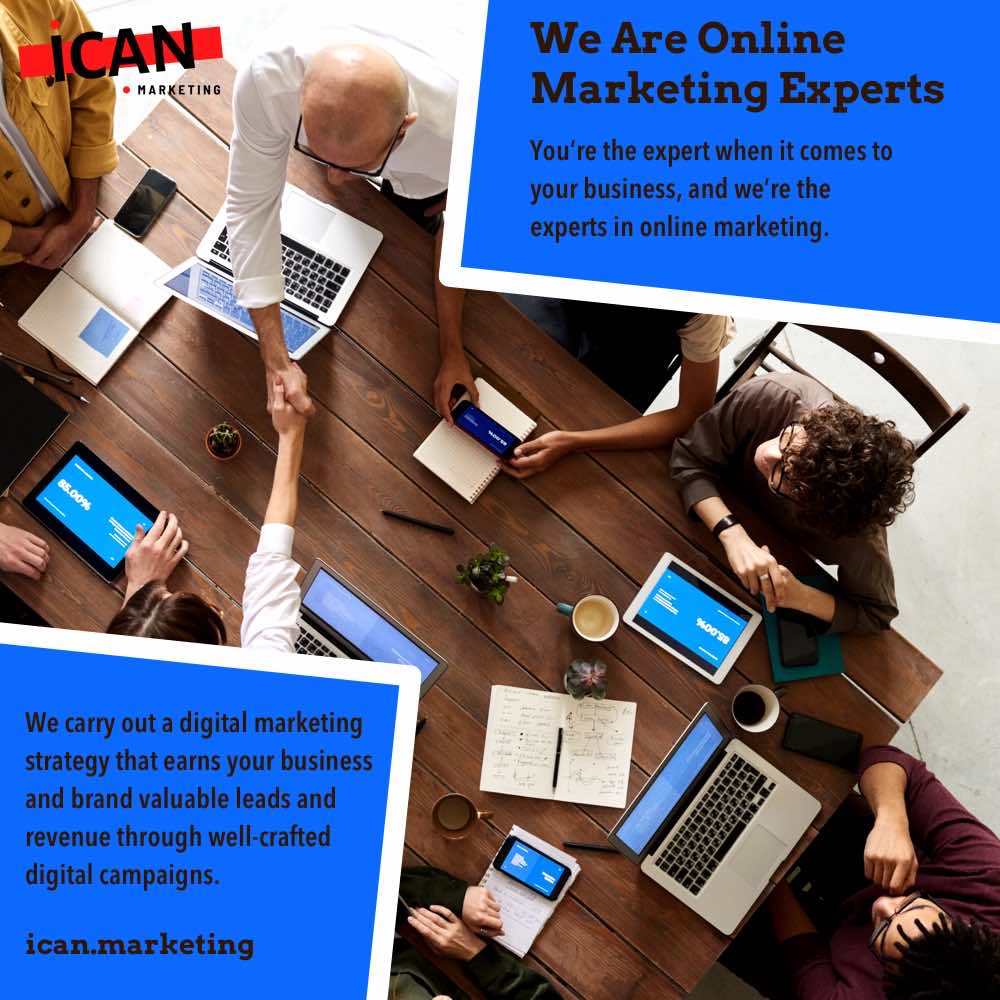 iCAN
MARKETING
We Are Online
Marketing Experts
You're the expert when it comes to
your business, and we're the
experts in online marketing.
85.00%
85.00%
85.00%
We carry out a digital marketing
strategy that earns your business
and brand valuable leads and
revenue through well-crafted
digital campaigns.
ican.marketing